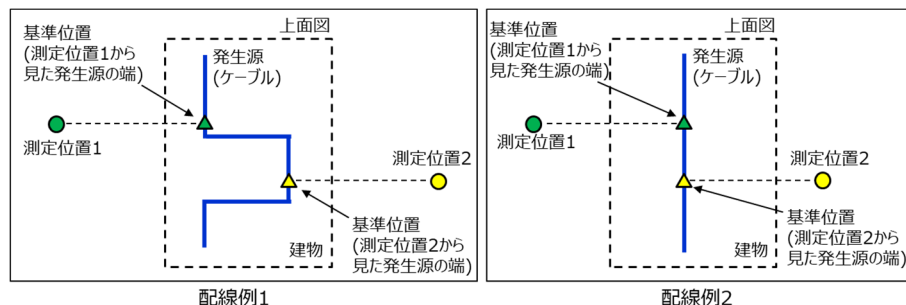 上面図
基準位置
(測定位置1から
見た発生源の端)
発生源
(ケーブル)
測定位置1
測定位置2
基準位置
(測定位置2から
見た発生源の端)
建物
配線例1
上面図
基準位置
(測定位置1から
見た発生源の端)
発生源
(ケーブル)
測定位置1
測定位置2
基準位置
(測定位置2から
見た発生源の端)
建物
配線例2